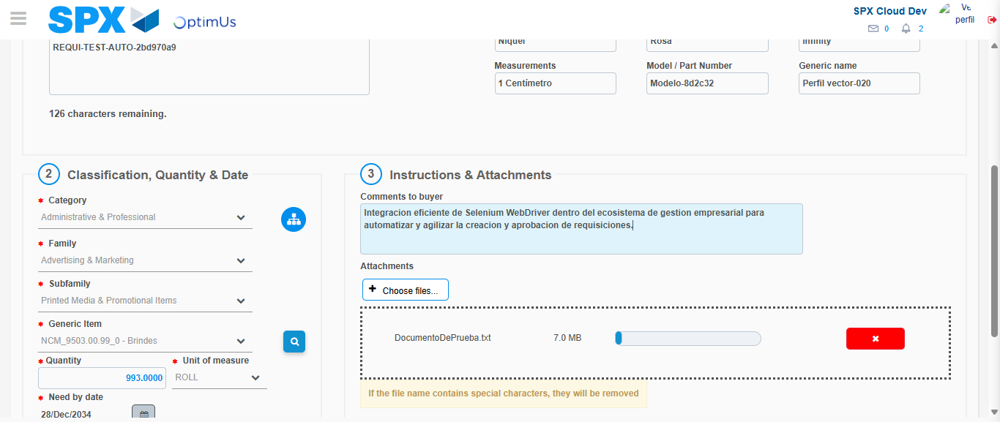 SPX
OptimUs
SPX Cloud Dev
0
2
Ve
perfil
REQUI-TEST-AUTO-2bd970a9
126 characters remaining.
Niquel
Rosa
Infinity
Measurements
Model / Part Number
Generic name
1 Centímetro
Modelo-8d2c32
Perfil vector-020
2
Classification, Quantity & Date
Category
Administrative & Professional
Family
Advertising & Marketing
Subfamily
Printed Media & Promotional Items
Generic Item
NCM_9503.00.99_0 - Brindes
Quantity
Unit of measure
993.0000
ROLL
Need by date
28/Dec/2034
3
Instructions & Attachments
Comments to buyer
Integracion eficiente de Selenium WebDriver dentro del ecosistema de gestion empresarial para
automatizar y agilizar la creacion y aprobacion de requisiciones.
Attachments
Choose files...
DocumentoDePrueba.txt
7.0 MB
If the file name contains special characters, they will be removed